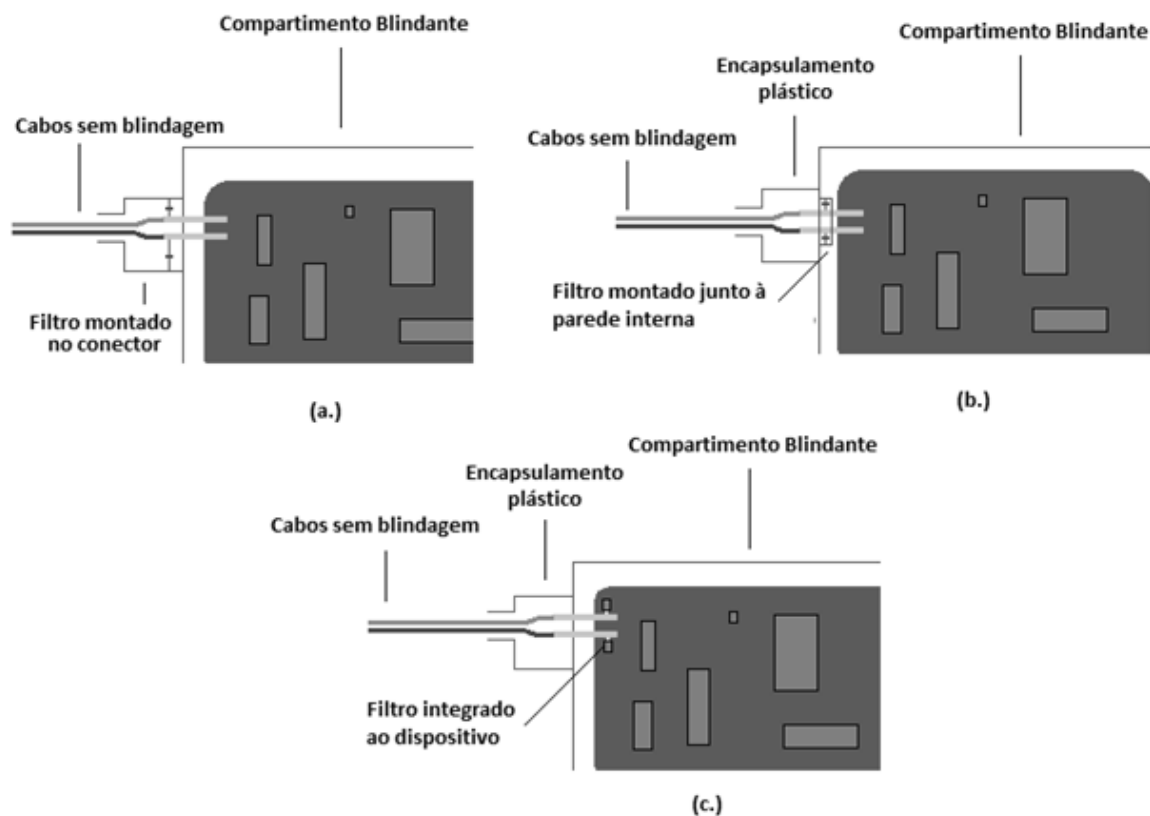 Compartimento Blindante
Cabos sem blindagem
Filtro montado
no conector
(a.)
Compartimento Blindante
Encapsulamento
plástico
Cabos sem blindagem
Filtro montado junto à
parede interna
(b.)
Compartimento Blindante
Encapsulamento
plástico
Cabos sem blindagem
Filtro integrado
ao dispositivo
(c.)